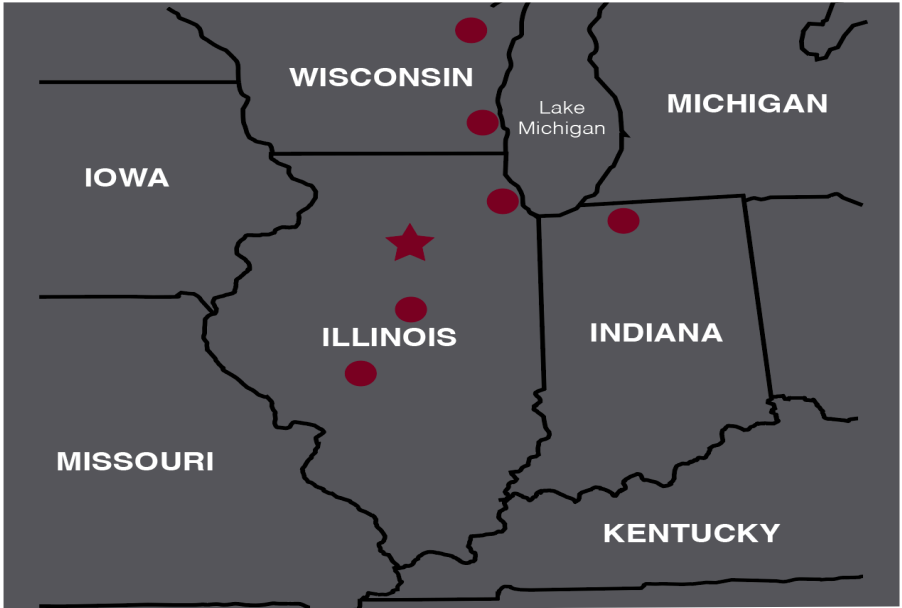 WISCONSIN
MICHIGAN
Lake
Michigan
IOWA
ILLINOIS
INDIANA
MISSOURI
KENTUCKY